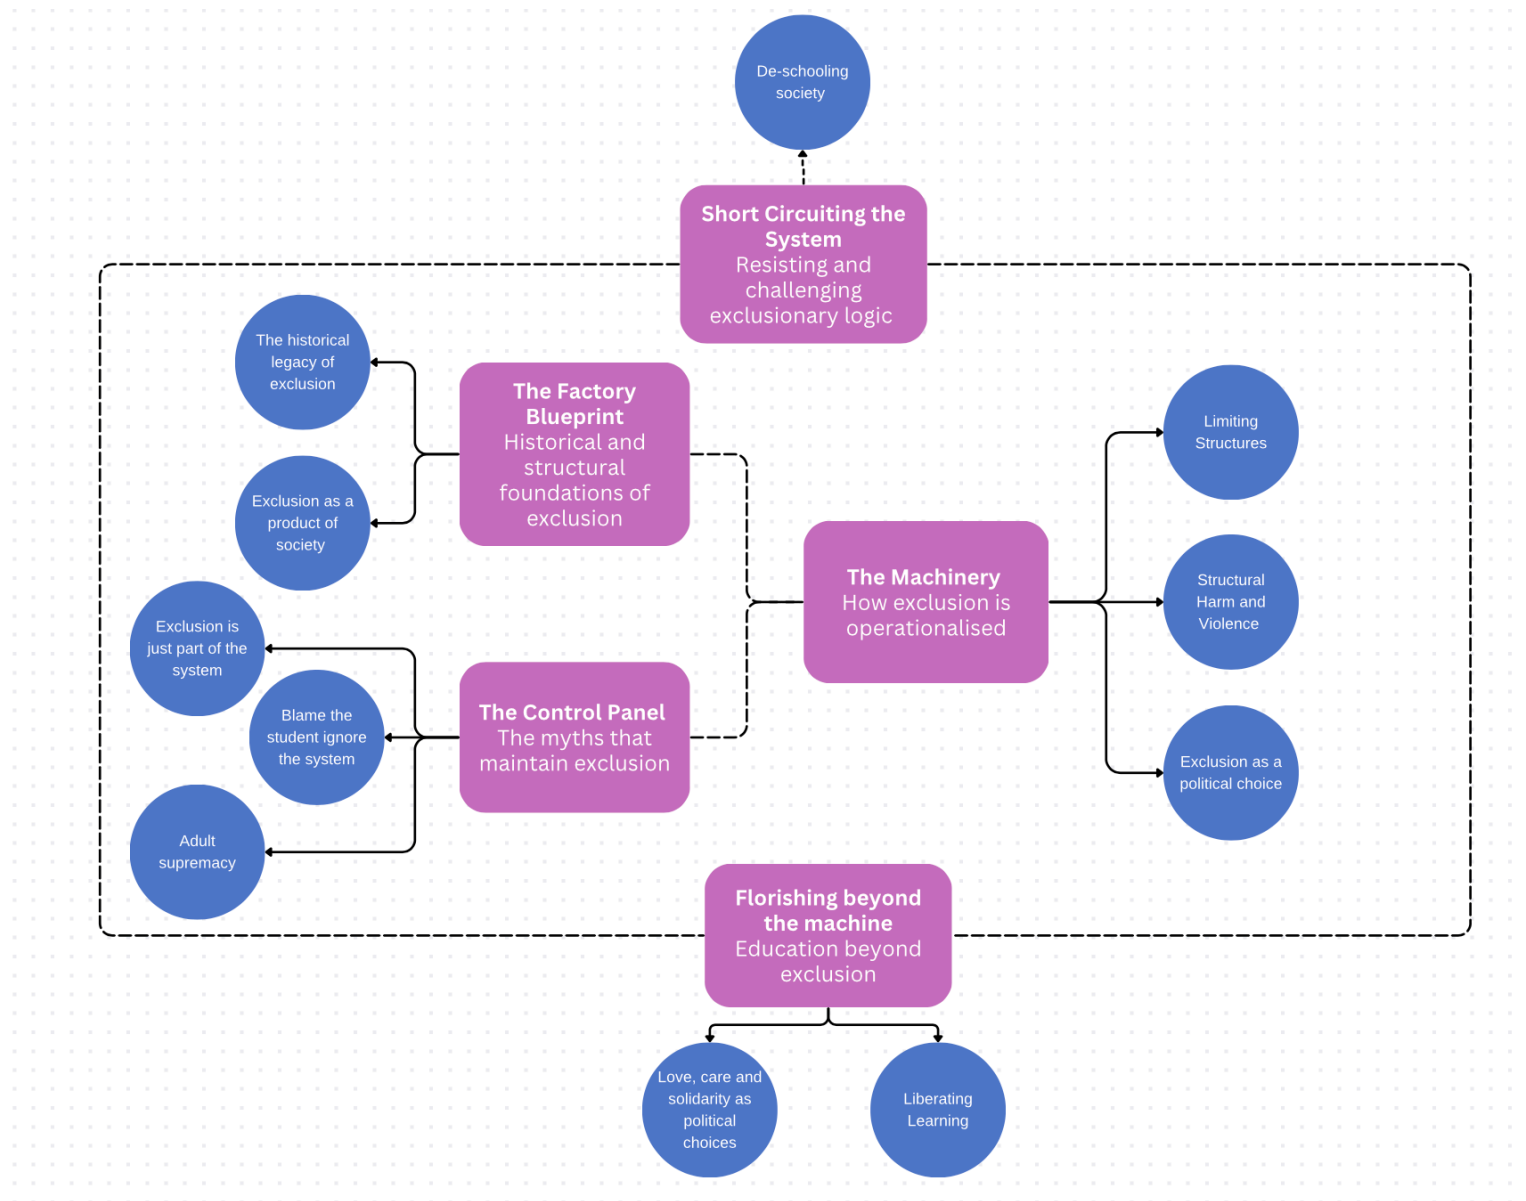 De-schooling
society
Short Circuiting the
System
Resisting and
challenging
exclusionary logic
The historical
legacy of
exclusion
Exclusion as a
product of
society
The Factory
Blueprint
Historical and
structural
foundations of
exclusion
Exclusion is
just part of the
system
Blame the
student ignore
the system
Adult
supremacy
The Control Panel
The myths that
maintain exclusion
The Machinery
How exclusion is
operationalised
Limiting
Structures
Structural
Harm and
Violence
Exclusion as a
political choice
Florishing beyond
the machine
Education beyond
exclusion
Love, care and
solidarity as
political
choices
Liberating
Learning